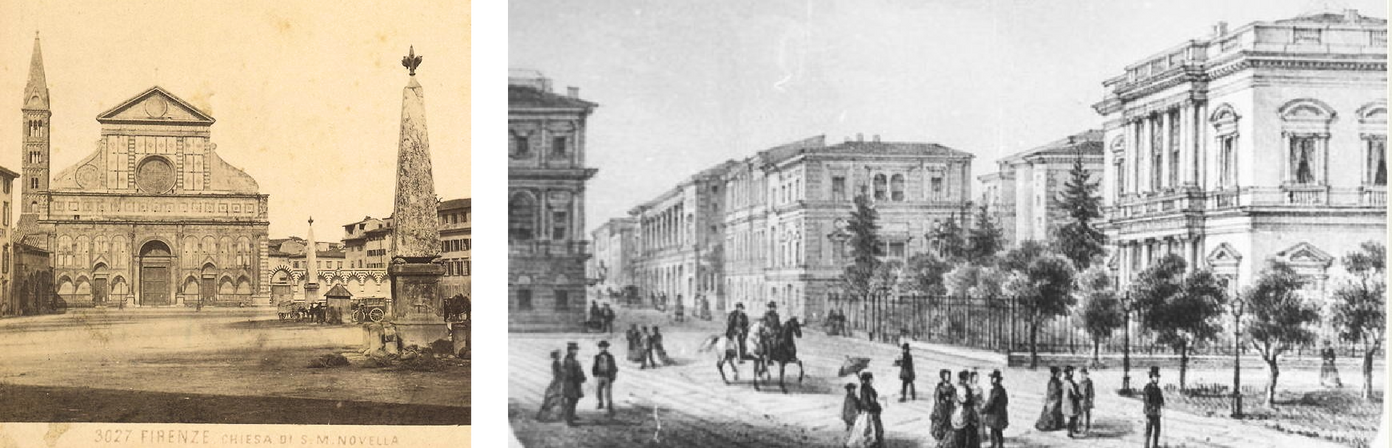 3027 FIRENZE CHIESA DI S. M. NOVELLA